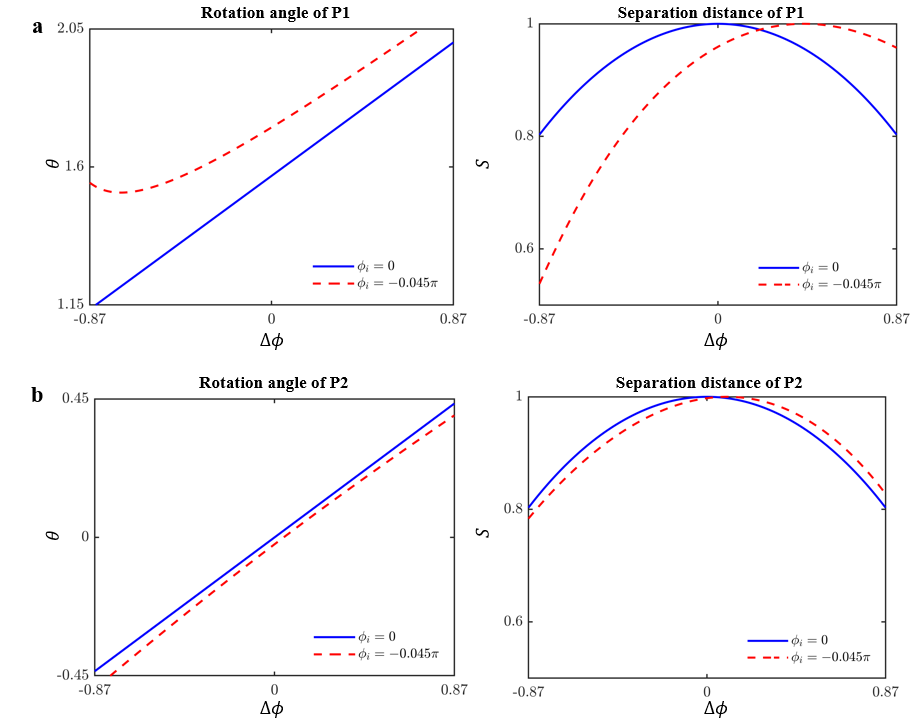 a
Rotation angle of P1
2.05
1.6
1.15
θ
-0.87
0
0.87
Δϕ
ϕᵢ = 0
ϕᵢ = −0.045π
Separation distance of P1
1
0.8
0.6
S
-0.87
0
0.87
Δϕ
ϕᵢ = 0
ϕᵢ = −0.045π
b
Rotation angle of P2
0.45
0
-0.45
θ
-0.87
0
0.87
Δϕ
ϕᵢ = 0
ϕᵢ = −0.045π
Separation distance of P2
1
0.8
0.6
S
-0.87
0
0.87
Δϕ
ϕᵢ = 0
ϕᵢ = −0.045π